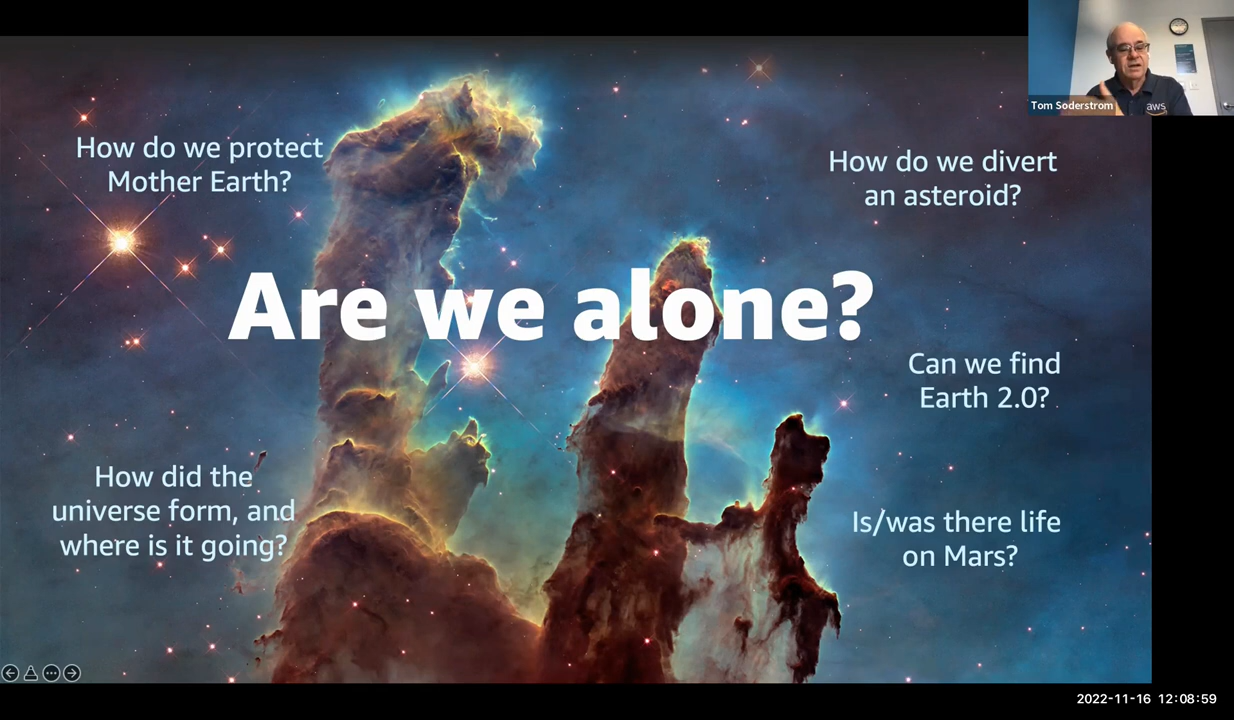 How do we protect
Mother Earth?
How do we divert
an asteroid?
Are we alone?
Can we find
Earth 2.0?
How did the
universe form, and
where is it going?
Is/was there life
on Mars?
Tom Soderstrom
aws
2022-11-16 12:08:59